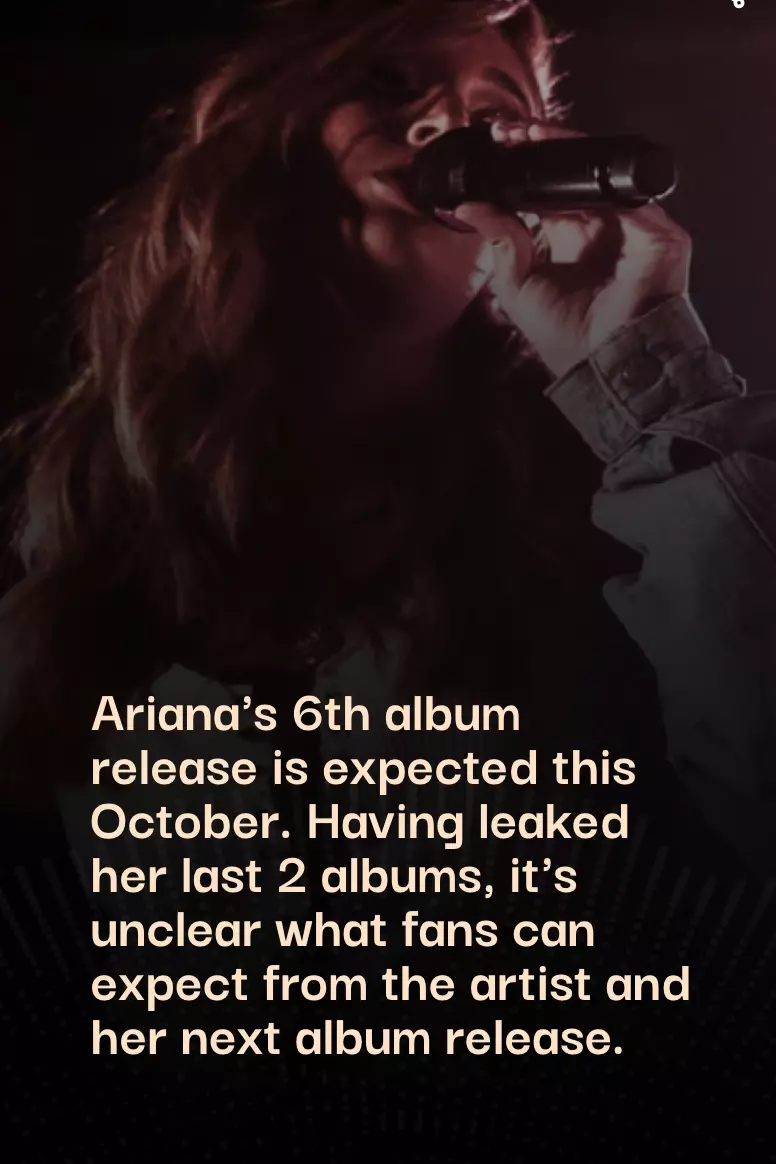 Ariana’s 6th album
release is expected this
October. Having leaked
her last 2 albums, it’s
unclear what fans can
expect from the artist and
her next album release.